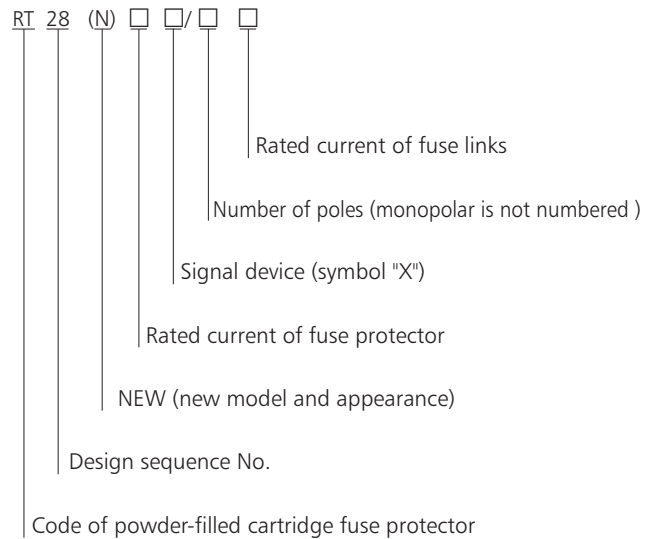 RT 28 (N) □ □/□ □
Rated current of fuse links
Number of poles (monopolar is not numbered )
Signal device (symbol "X")
Rated current of fuse protector
NEW (new model and appearance)
Design sequence No.
Code of powder-filled cartridge fuse protector